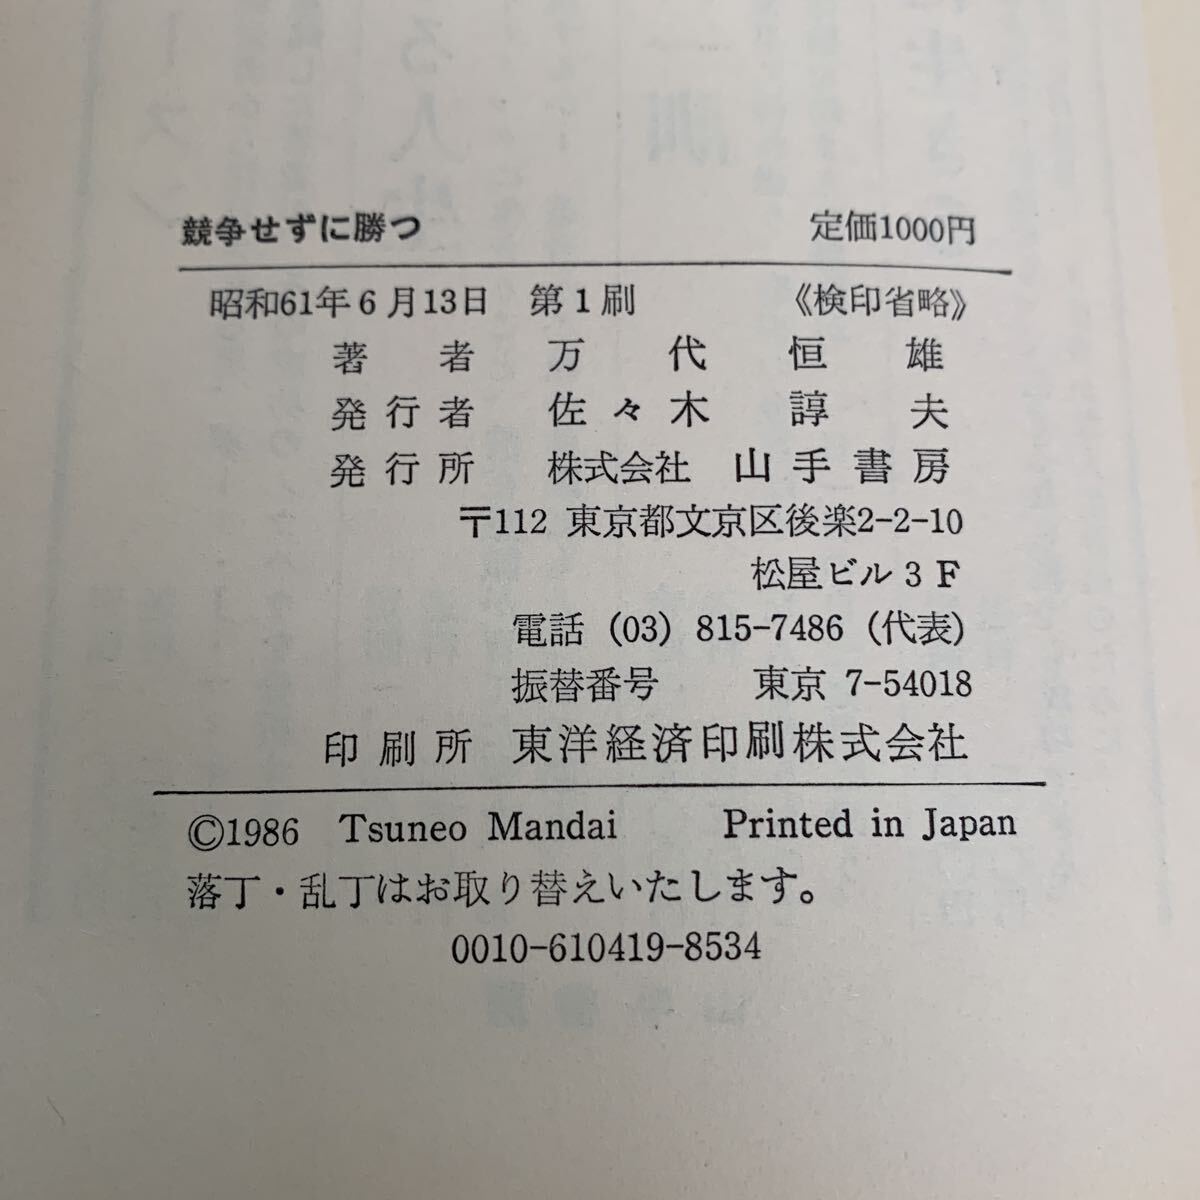 競争せずに勝つ 定価1000円
昭和61年6月13日 第1刷 《検印省略》
著者 万代恒雄
発行者 佐々木諄夫
発行所 株式会社 山手書房
〒112 東京都文京区後楽2-2-10
松屋ビル3F
電話 (03) 815-7486 (代表)
振替番号 東京 7-54018
印刷所 東洋経済印刷株式会社
©1986 Tsuneo Mandai Printed in Japan
落丁・乱丁はお取り替えいたします。
0010-610419-8534